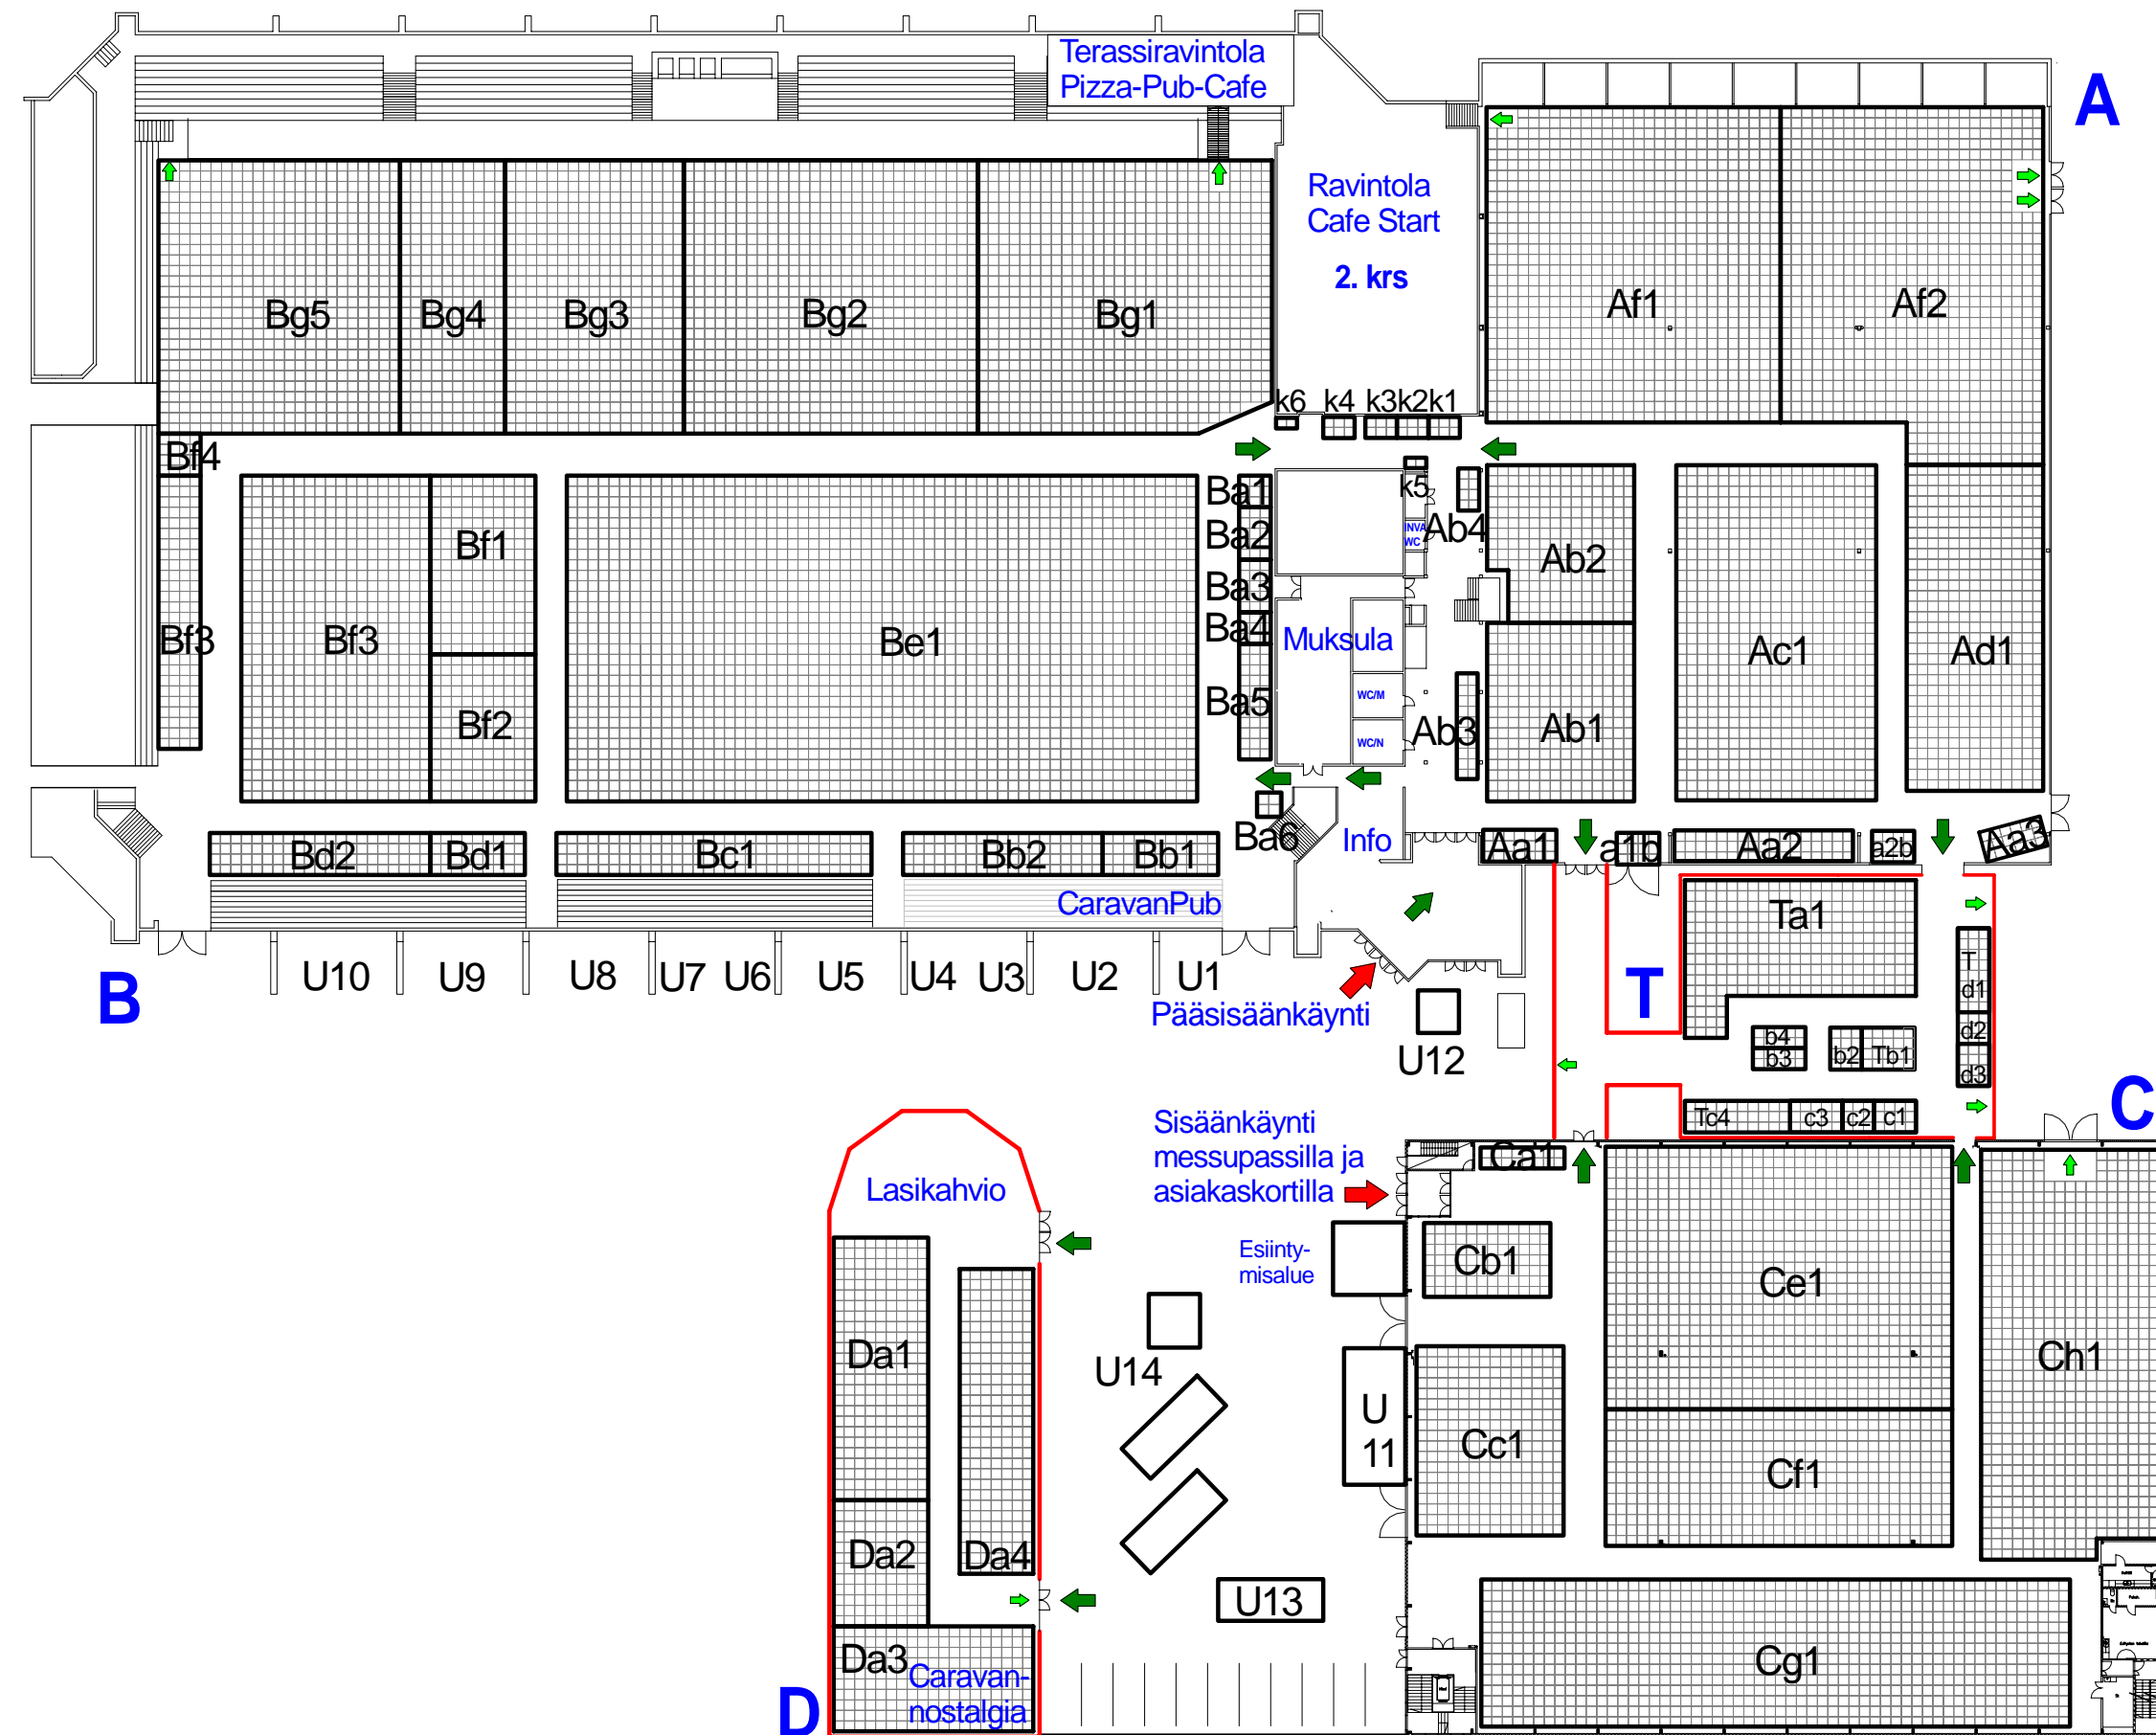 Terassiravintola
Pizza-Pub-Cafe
A
Ravintola
Cafe Start
2. krs
Bg5
Bg4
Bg3
Bg2
Bg1
Af1
Af2
k6
k4
k3
k2
k1
Bf4
Ba1
k5
Ba2
INVA
WC
Ab4
Bf1
Ab2
Ba3
Ba4
Bf3
Bf3
Be1
Muksula
Ac1
Ad1
Ba5
WC/M
Bf2
WC/N
Ab3
Ab1
Bd2
Bd1
Bc1
Bb2
Bb1
Ba6
Info
Aa1
a1b
Aa2
a2b
Aa3
CaravanPub
Ta1
B
U10
U9
U8
U7
U6
U5
U4
U3
U2
U1
T
T
d1
Pääsisäänkäynti
U12
b4
b3
b2
Tb1
d2
d3
C
Tc4
c3
c2
c1
Sisäänkäynti
messupassilla ja
asiakaskortilla
Ca1
Lasikahvio
Esiinty-
misalue
Cb1
Ce1
Da1
U14
Ch1
U
11
Cc1
Cf1
Da2
Da4
U13
Da3
Caravan-
nostalgia
Cg1
D